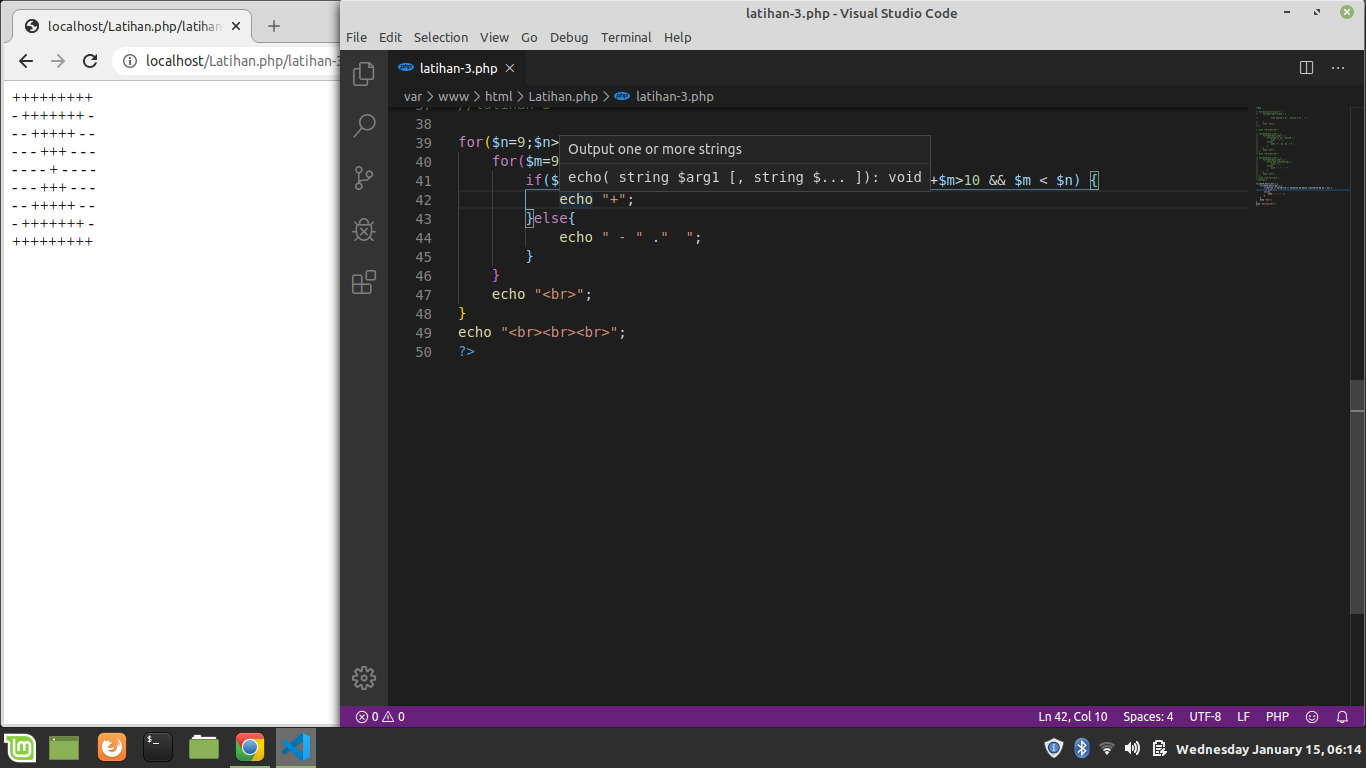 localhost/Latihan.php/latihan
localhost/Latihan.php/latihan-3
+++++++++
-+++++++-
--+++++--
---+++---
----+----
---+++---
--+++++--
-+++++++-
+++++++++
latihan-3.php - Visual Studio Code
File Edit Selection View Go Debug Terminal Help
latihan-3.php
var > www > html > Latihan.php > latihan-3.php
38
39 for($n=9;$n>
Output one or more strings
40 for($m=9
41 if($
echo( string $arg1 [, string $... ]): void
+$m>10 && $m < $n) {
42 echo "+";
43 }else{
44 echo " - " ."  ";
45 }
46 }
47 echo "<br>";
48 }
49 echo "<br><br><br>";
50 ?>
0 0
Ln 42, Col 10 Spaces: 4 UTF-8 LF PHP
Wednesday January 15, 06:14